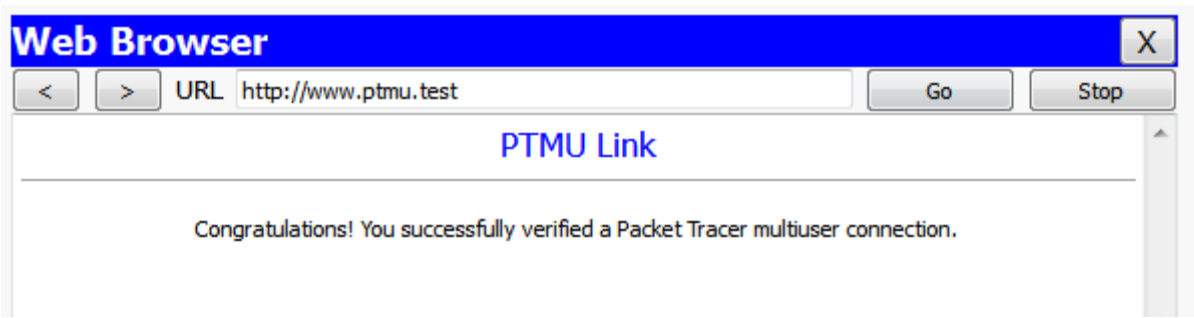 Web Browser X
< > URL http://www.ptmu.test Go Stop
PTMU Link
Congratulations! You successfully verified a Packet Tracer multiuser connection.